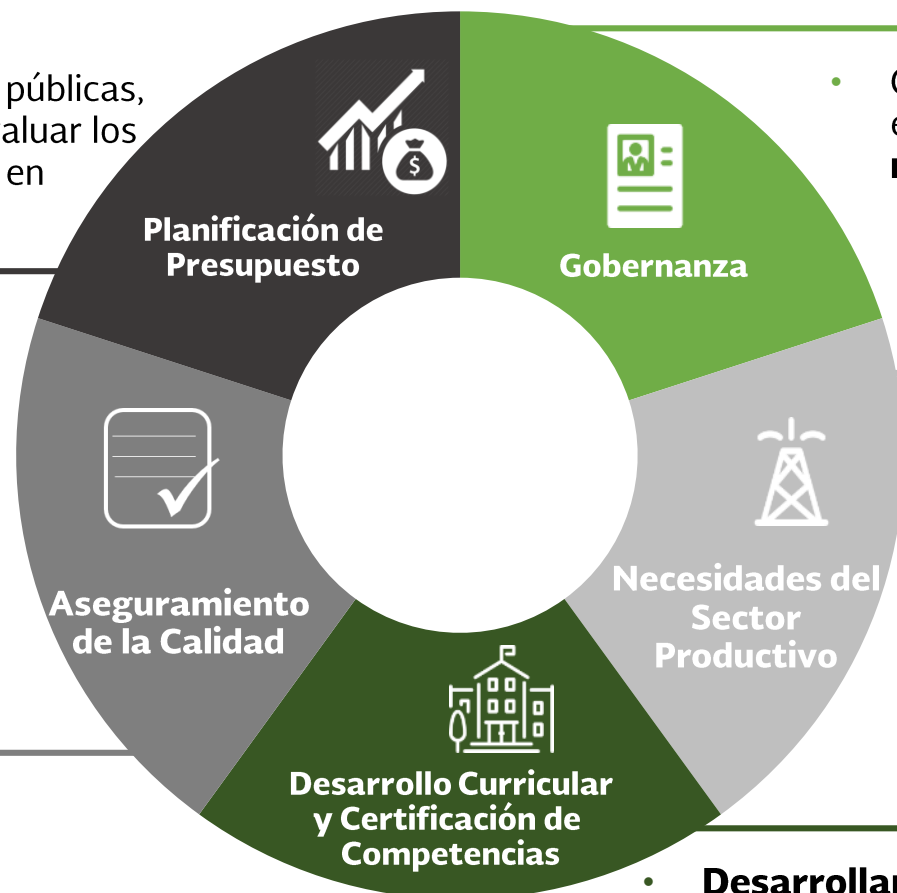 públicas,
los
en
Planificación de
Presupuesto
Gobernanza
Necesidades del
Sector
Productivo
Aseguramiento
de la Calidad
Desarrollo Curricular
y Certificación de
Competencias
$